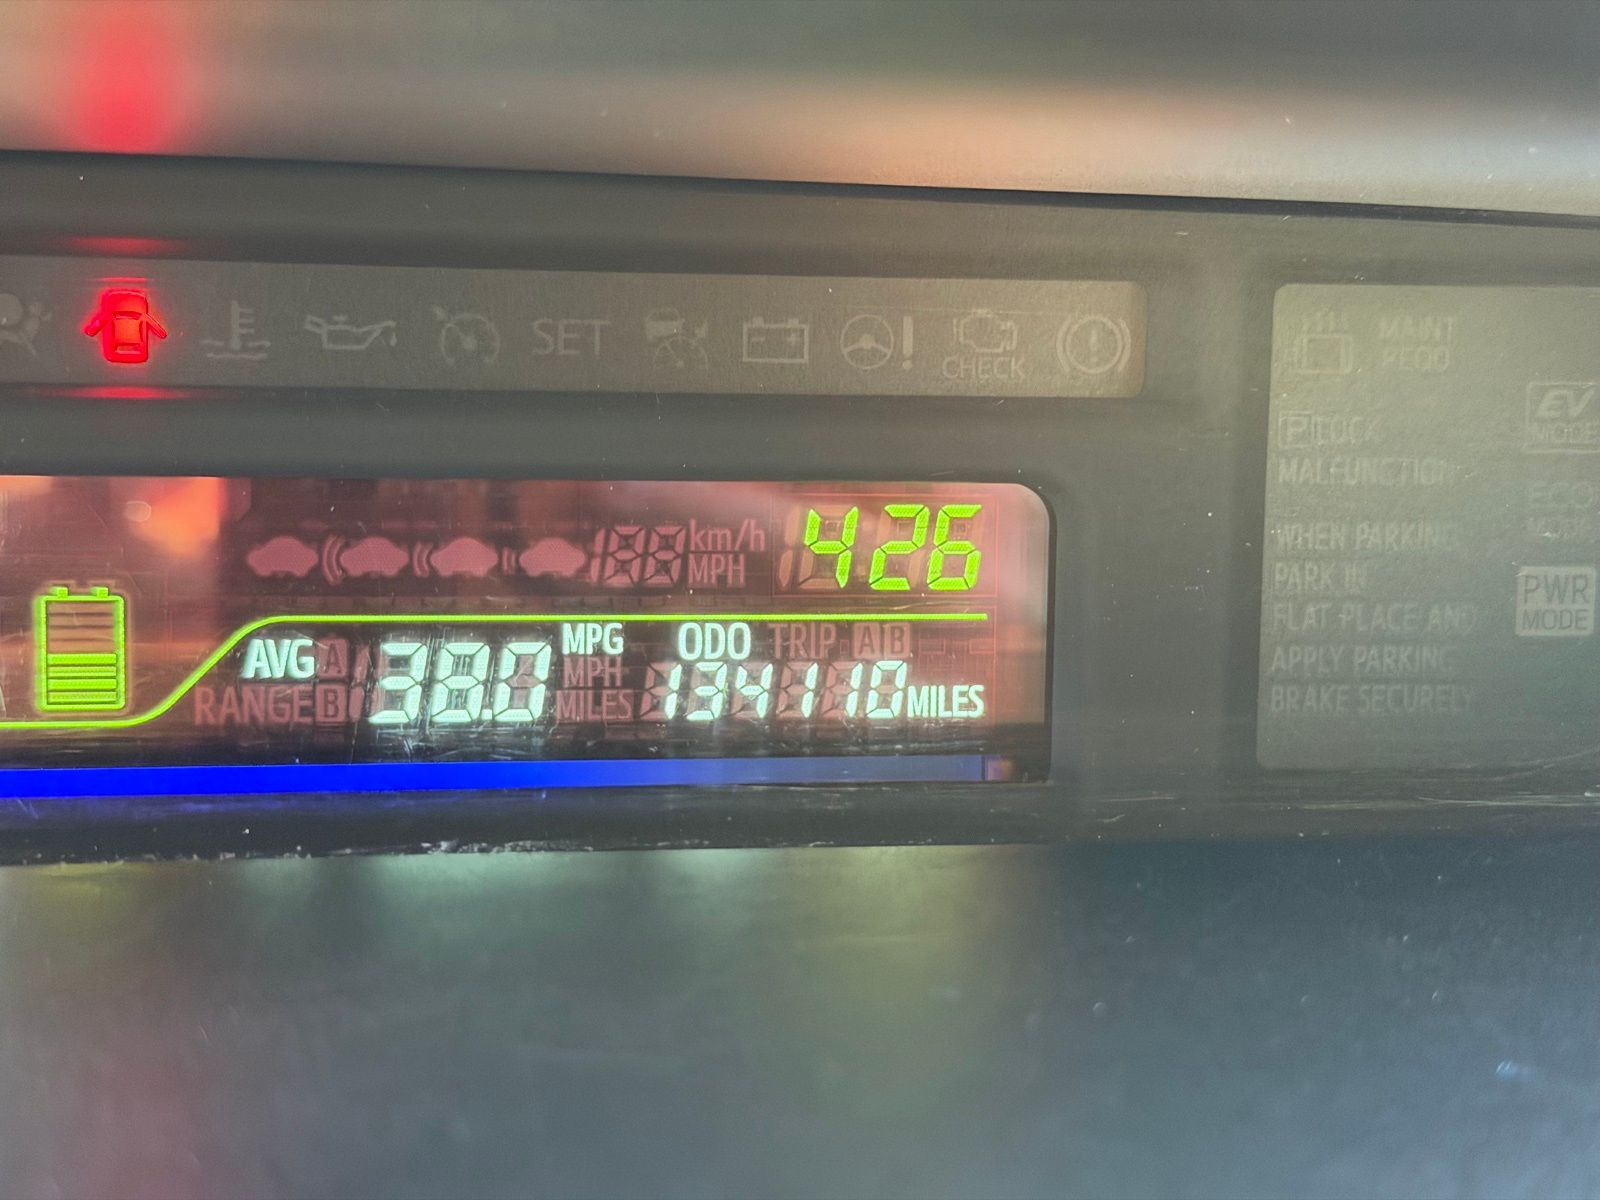 SET
CHECK
MAINT
REQD
P LOCK
MALFUNCTION
EV
MODE
WHEN PARKING
PARK IN
FLAT PLACE AND
APPLY PARKING
BRAKE SECURELY
ECO
PWR
MODE
km/h
MPH
426
AVG A
RANGE B
38.0
MPG
MPH
MILES
ODO TRIP A B
134110 MILES